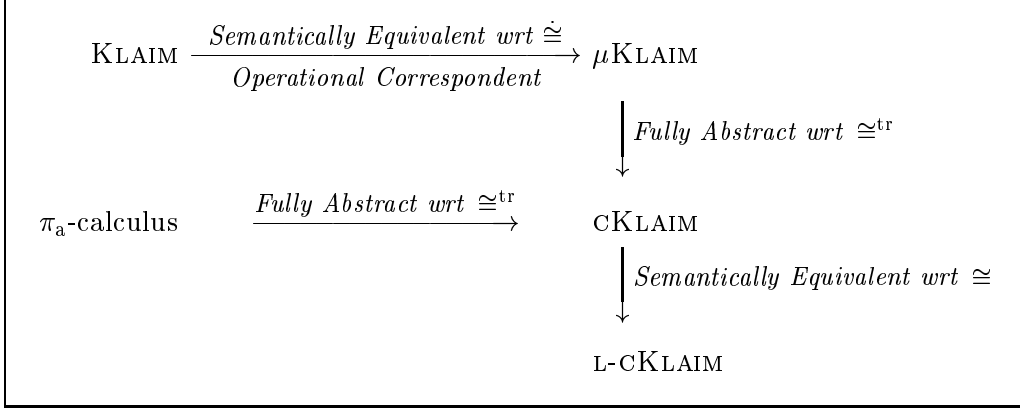 Semantically Equivalent wrt ≅̇
KLAIM μKLAIM
Operational Correspondent
Fully Abstract wrt ≅ᵗʳ
Fully Abstract wrt ≅ᵗʳ
πₐ-calculus CKLAIM
Semantically Equivalent wrt ≅
L-CKLAIM